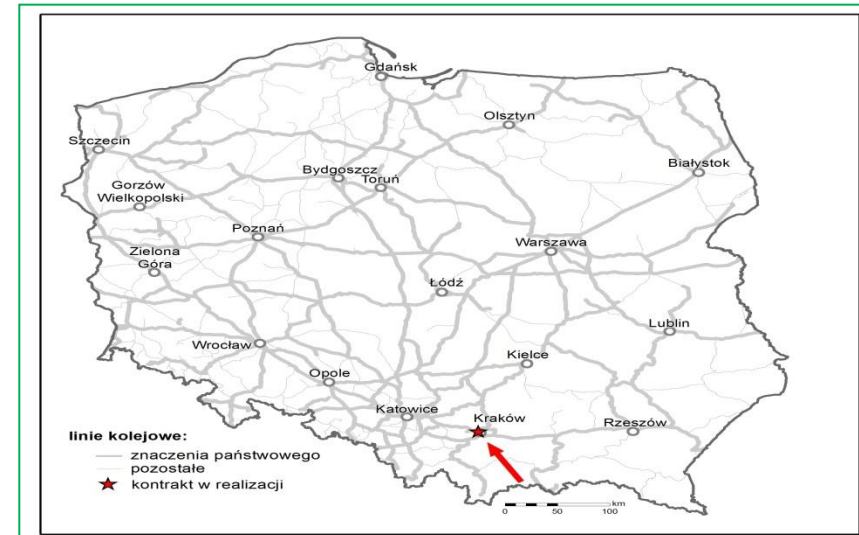 Gdańsk
Olsztyn
Szczecin
Białystok
Bydgoszcz
Toruń
Gorzów
Wielkopolski
Poznań
Warszawa
Zielona
Góra
Łódź
Lublin
Wrocław
Kielce
Opole
Katowice
Kraków
Rzeszów
linie kolejowe:
znaczenia państwowego
pozostałe
kontrakt w realizacji
km
0 50 100